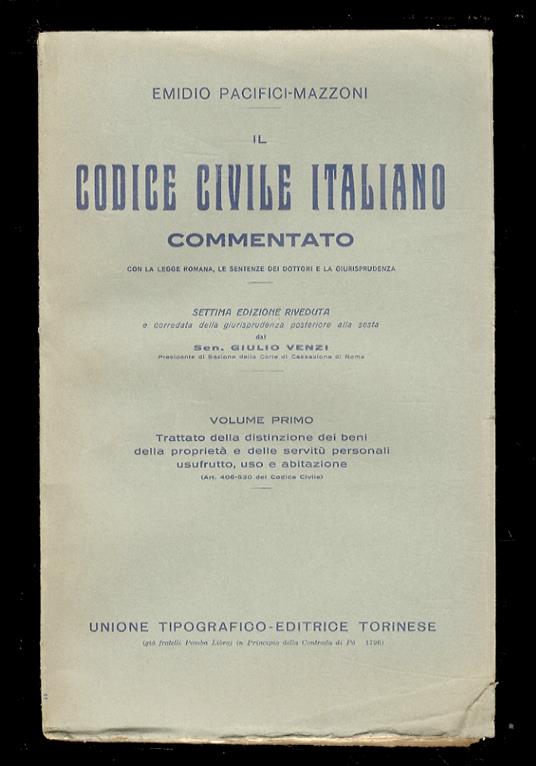 EMIDIO PACIFICI-MAZZONI
IL
CODICE CIVILE ITALIANO
COMMENTATO
CON LA LEGGE ROMANA, LE SENTENZE DEI DOTTORI E LA GIURISPRUDENZA
SETTIMA EDIZIONE RIVEDUTA
e corredata della giurisprudenza posteriore alla sesta
dal
Sen. GIULIO VENZI
Presidente di Sezione della Corte di Cassazione di Roma
VOLUME PRIMO
Trattato della distinzione dei beni
della proprietà e delle servitù personali
usufrutto, uso e abitazione
(Art. 406-530 del Codice Civile)
UNIONE TIPOGRAFICO-EDITRICE TORINESE
(già fratelli Pomba Libraj in Principio della Contrada di Pò 1796)